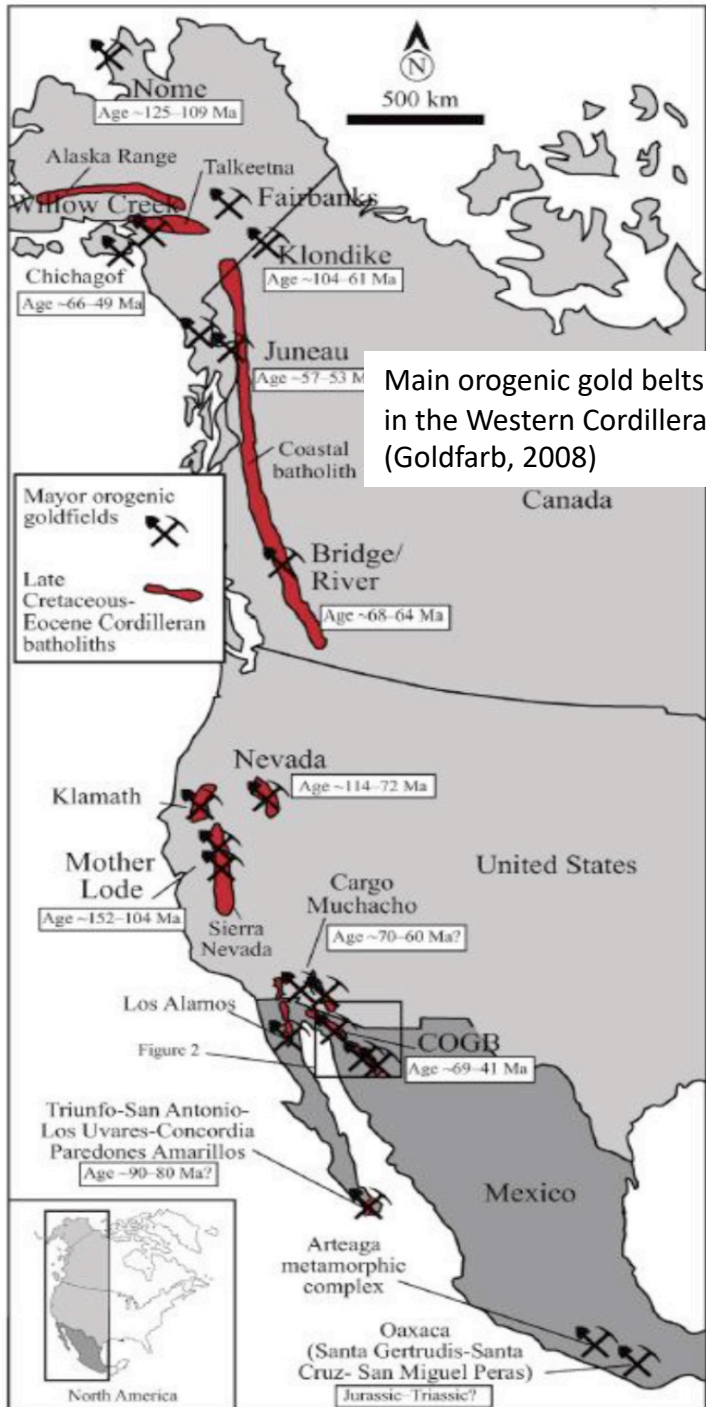 N
500 km
Nome
Age ~125–109 Ma
Alaska Range
Talkeetna
Willow Creek
Fairbanks
Klondike
Age ~104–61 Ma
Chichagof
Age ~66–49 Ma
Juneau
Age ~57–53 M
Main orogenic gold belts
in the Western Cordillera
(Goldfarb, 2008)
Coastal
batholith
Canada
Mayor orogenic
goldfields
Late
Cretaceous-
Eocene Cordilleran
batholiths
Bridge/
River
Age ~68–64 Ma
Nevada
Age ~114–72 Ma
Klamath
Mother
Lode
Age ~152–104 Ma
Sierra
Nevada
United States
Cargo
Muchacho
Age ~70–60 Ma?
Los Alamos
Figure 2
COGB
Age ~69–41 Ma
Triunfo-San Antonio-
Los Uvares-Concordia
Paredones Amarillos
Age ~90–80 Ma?
Mexico
Arteaga
metamorphic
complex
Oaxaca
(Santa Gertrudis-Santa
Cruz- San Miguel Peras)
Jurassic–Triassic?
North America